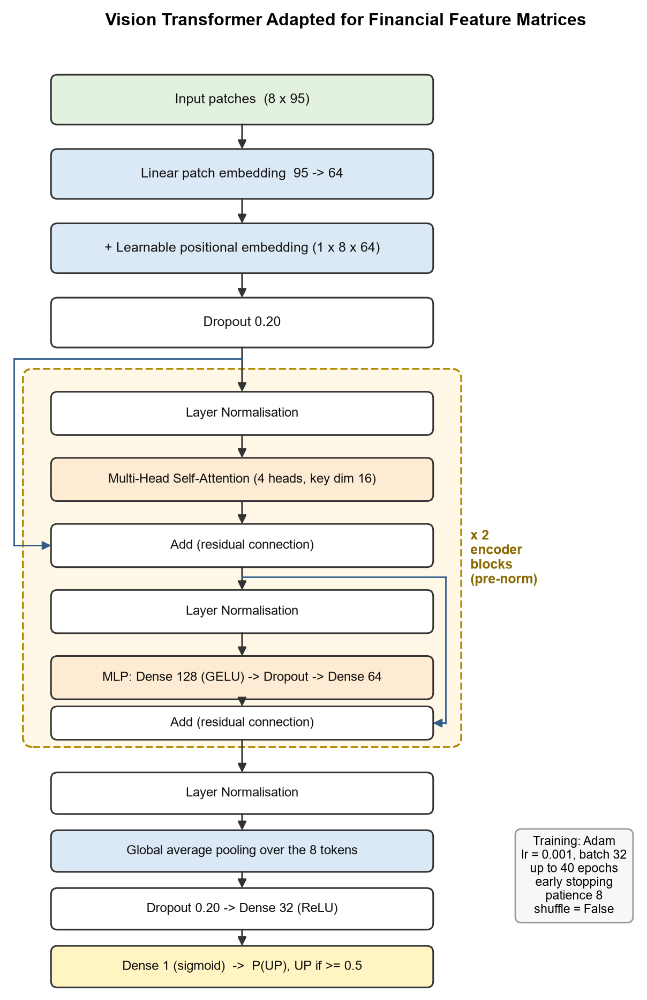 Vision Transformer Adapted for Financial Feature Matrices
Input patches  (8 x 95)
Linear patch embedding  95 -> 64
+ Learnable positional embedding (1 x 8 x 64)
Dropout 0.20
Layer Normalisation
Multi-Head Self-Attention (4 heads, key dim 16)
Add (residual connection)
x 2
encoder
blocks
(pre-norm)
Layer Normalisation
MLP: Dense 128 (GELU) -> Dropout -> Dense 64
Add (residual connection)
Layer Normalisation
Global average pooling over the 8 tokens
Dropout 0.20 -> Dense 32 (ReLU)
Dense 1 (sigmoid)  ->  P(UP), UP if >= 0.5
Training: Adam
lr = 0.001, batch 32
up to 40 epochs
early stopping
patience 8
shuffle = False